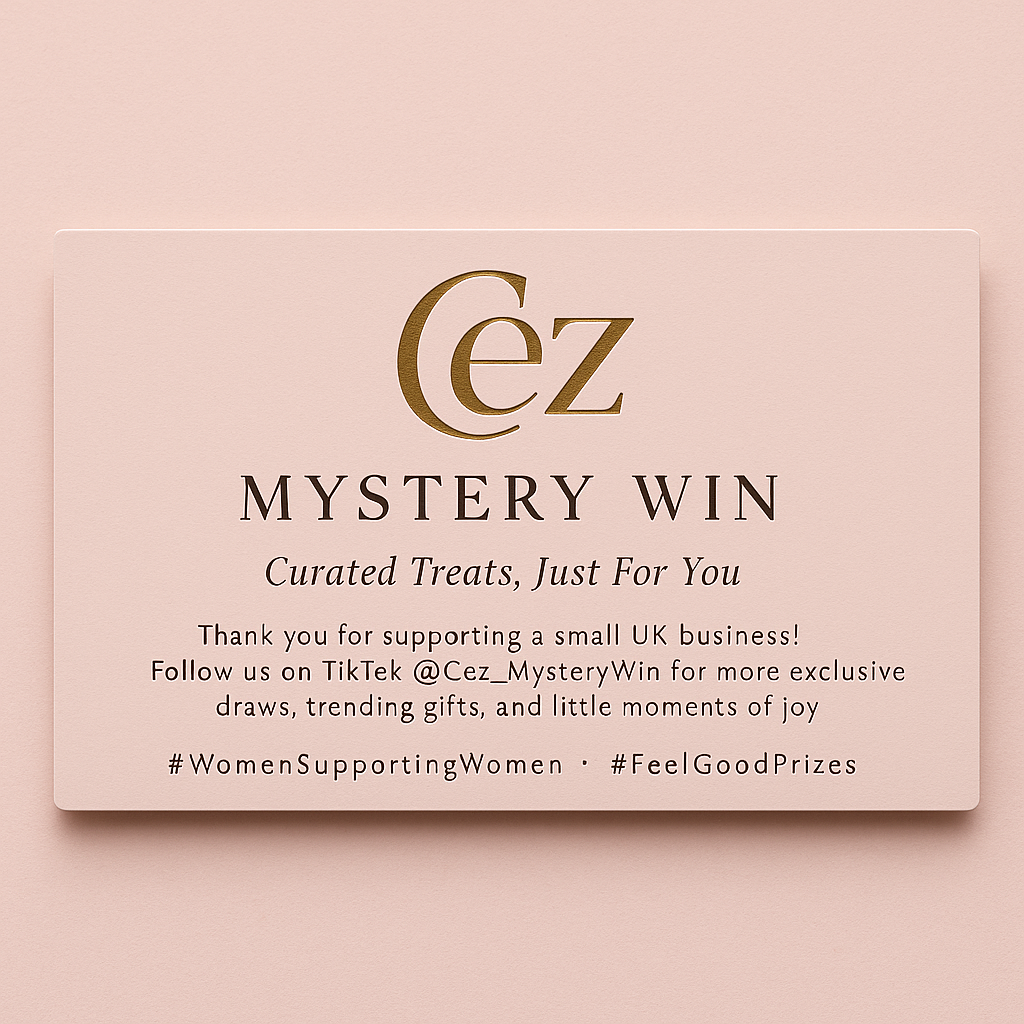 Cez
MYSTERY WIN
Curated Treats, Just For You
Thank you for supporting a small UK business!
Follow us on TikTek @Cez_MysteryWin for more exclusive
draws, trending gifts, and little moments of joy
#WomenSupportingWomen · #FeelGoodPrizes